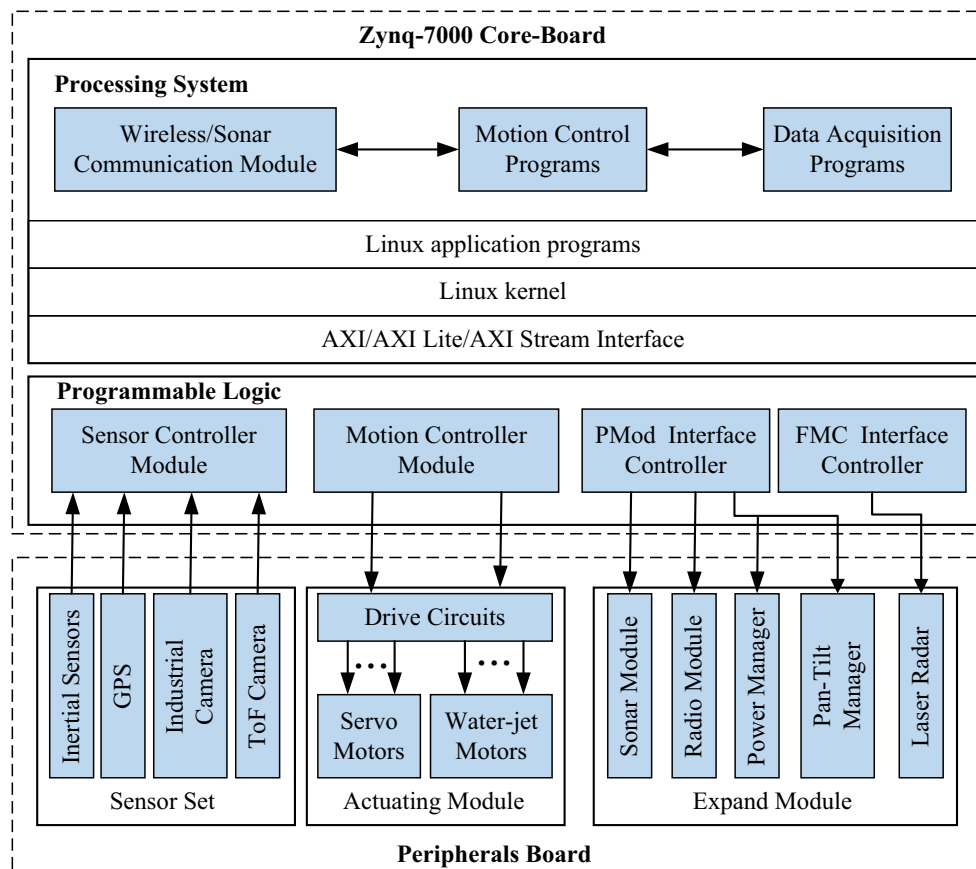 Zynq-7000 Core-Board
Processing System
Wireless/Sonar
Communication Module
Motion Control
Programs
Data Acquisition
Programs
Linux application programs
Linux kernel
AXI/AXI Lite/AXI Stream Interface
Programmable Logic
Sensor Controller
Module
Motion Controller
Module
PMod Interface
Controller
FMC Interface
Controller
Inertial Sensors
GPS
Industrial
Camera
ToF Camera
Sensor Set
Drive Circuits
...
...
Servo
Motors
Water-jet
Motors
Actuating Module
Sonar Module
Radio Module
Power Manager
Pan-Tilt
Manager
Laser Radar
Expand Module
Peripherals Board